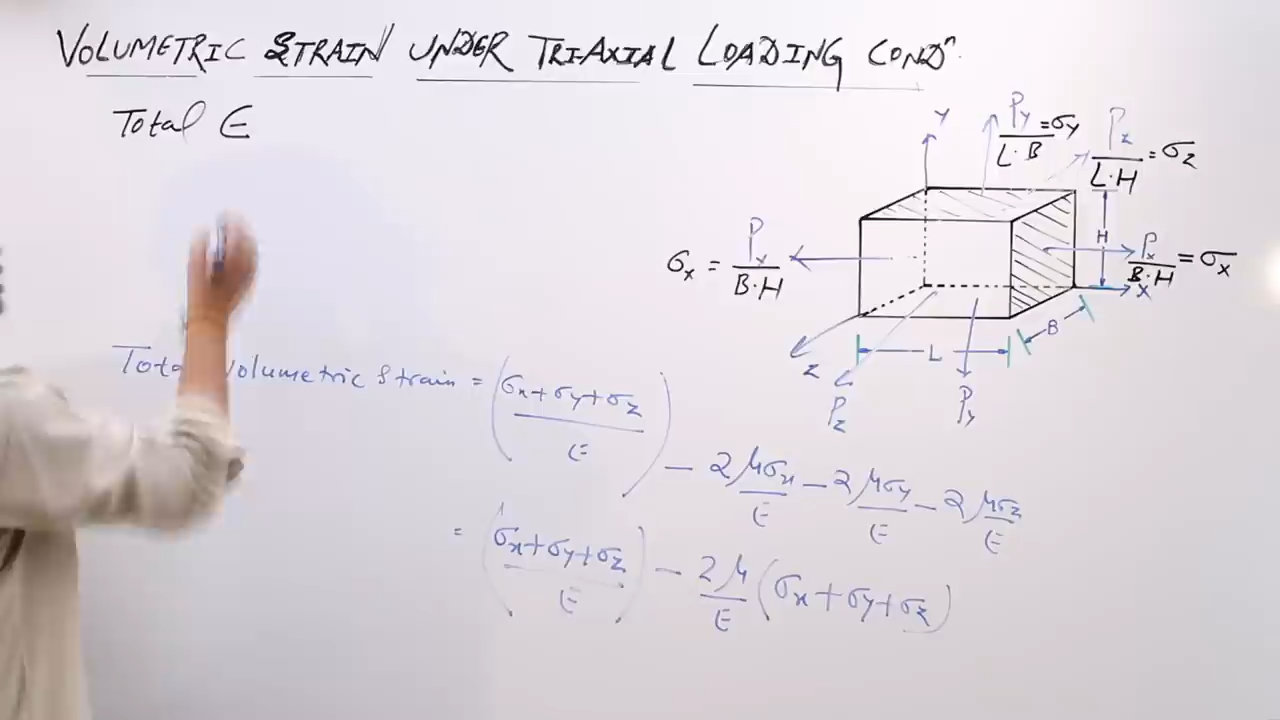 VOLUMETRIC STRAIN UNDER TRIAXIAL LOADING CONDⁿ.
Total ϵ
Y
Py/L·B = σy
Pz/L·H = σz
σx = Px/B·H
H
Px/B·H = σx
X
B
L
Z
Pz
Py
Total Volumetric Strain = (σx+σy+σz/E) - 2μσx/E - 2μσy/E - 2μσz/E
= (σx+σy+σz/E) - 2μ/E (σx+σy+σz)